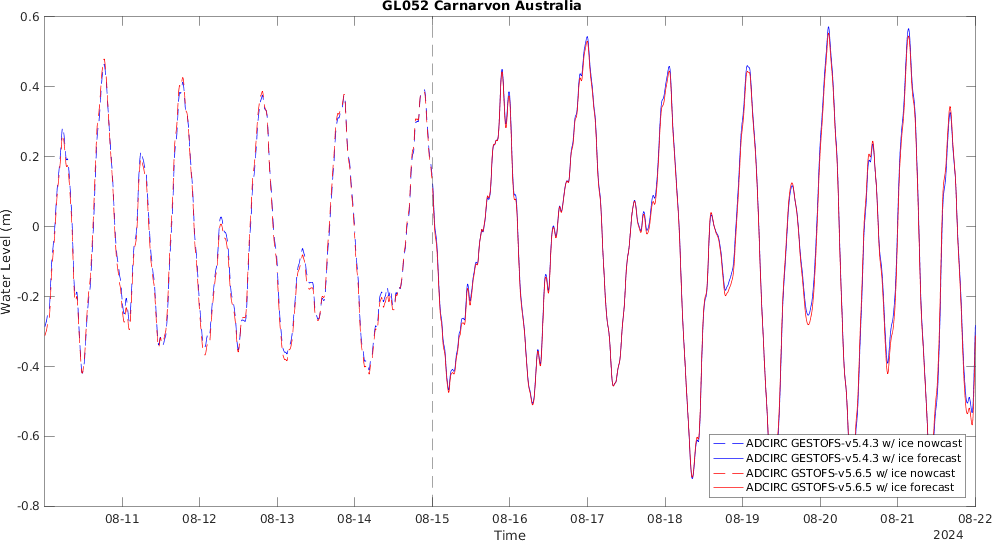 GL052 Carnarvon Australia
Water Level (m)
0.6
0.4
0.2
0
-0.2
-0.4
-0.6
-0.8
ADCIRC GESTOFS-v5.4.3 w/ ice nowcast
ADCIRC GESTOFS-v5.4.3 w/ ice forecast
ADCIRC GSTOFS-v5.6.5 w/ ice nowcast
ADCIRC GSTOFS-v5.6.5 w/ ice forecast
08-11 08-12 08-13 08-14 08-15 08-16 08-17 08-18 08-19 08-20 08-21 08-22
Time
2024